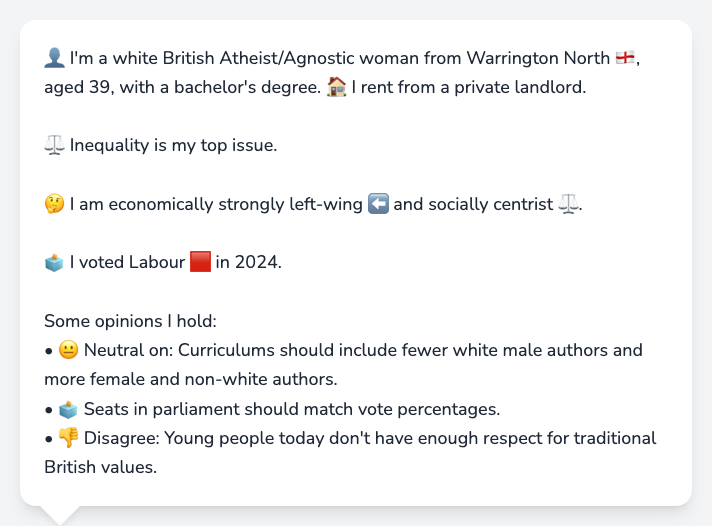 👤 I'm a white British Atheist/Agnostic woman from Warrington North 🏴󠁧󠁢󠁥󠁮󠁧󠁿,
aged 39, with a bachelor's degree. 🏠 I rent from a private landlord.
⚖️ Inequality is my top issue.
🤔 I am economically strongly left-wing ⬅️ and socially centrist ⚖️.
🗳️ I voted Labour 🟥 in 2024.
Some opinions I hold:
• 😐 Neutral on: Curriculums should include fewer white male authors and
more female and non-white authors.
• 🗳️ Seats in parliament should match vote percentages.
• 👎 Disagree: Young people today don't have enough respect for traditional
British values.